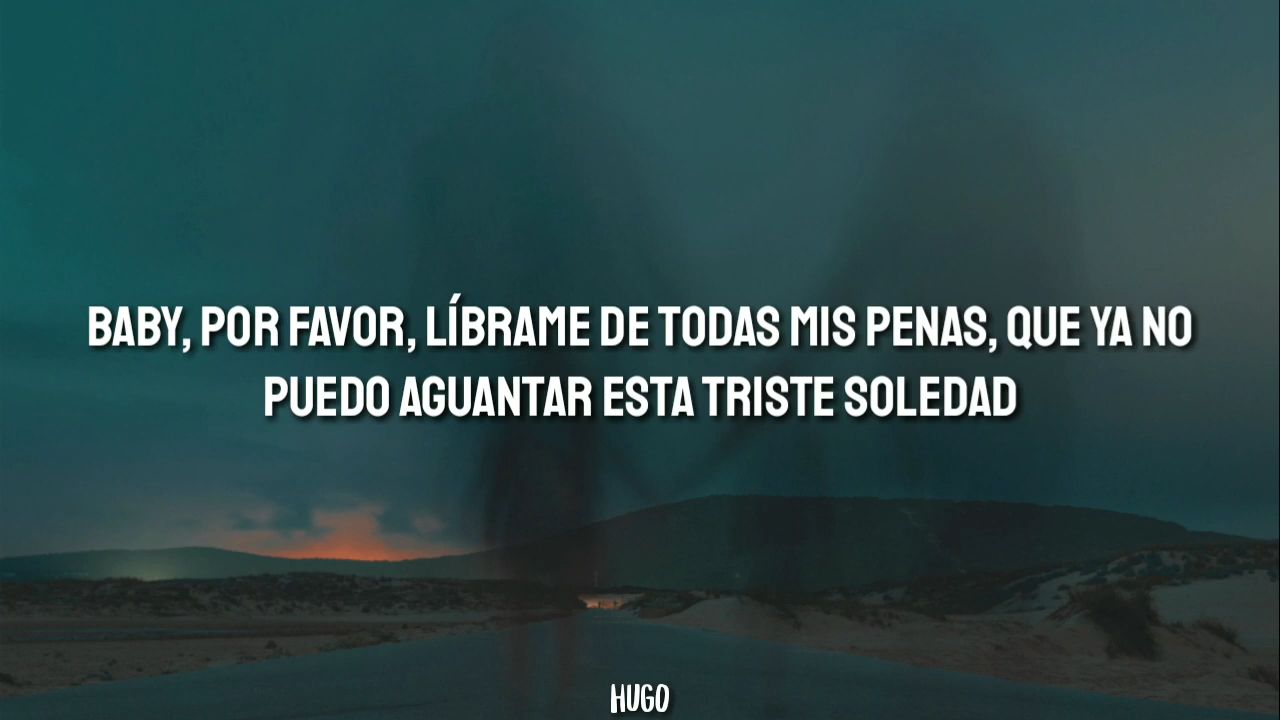 BABY, POR FAVOR, LÍBRAME DE TODAS MIS PENAS, QUE YA NO
PUEDO AGUANTAR ESTA TRISTE SOLEDAD
HUGO